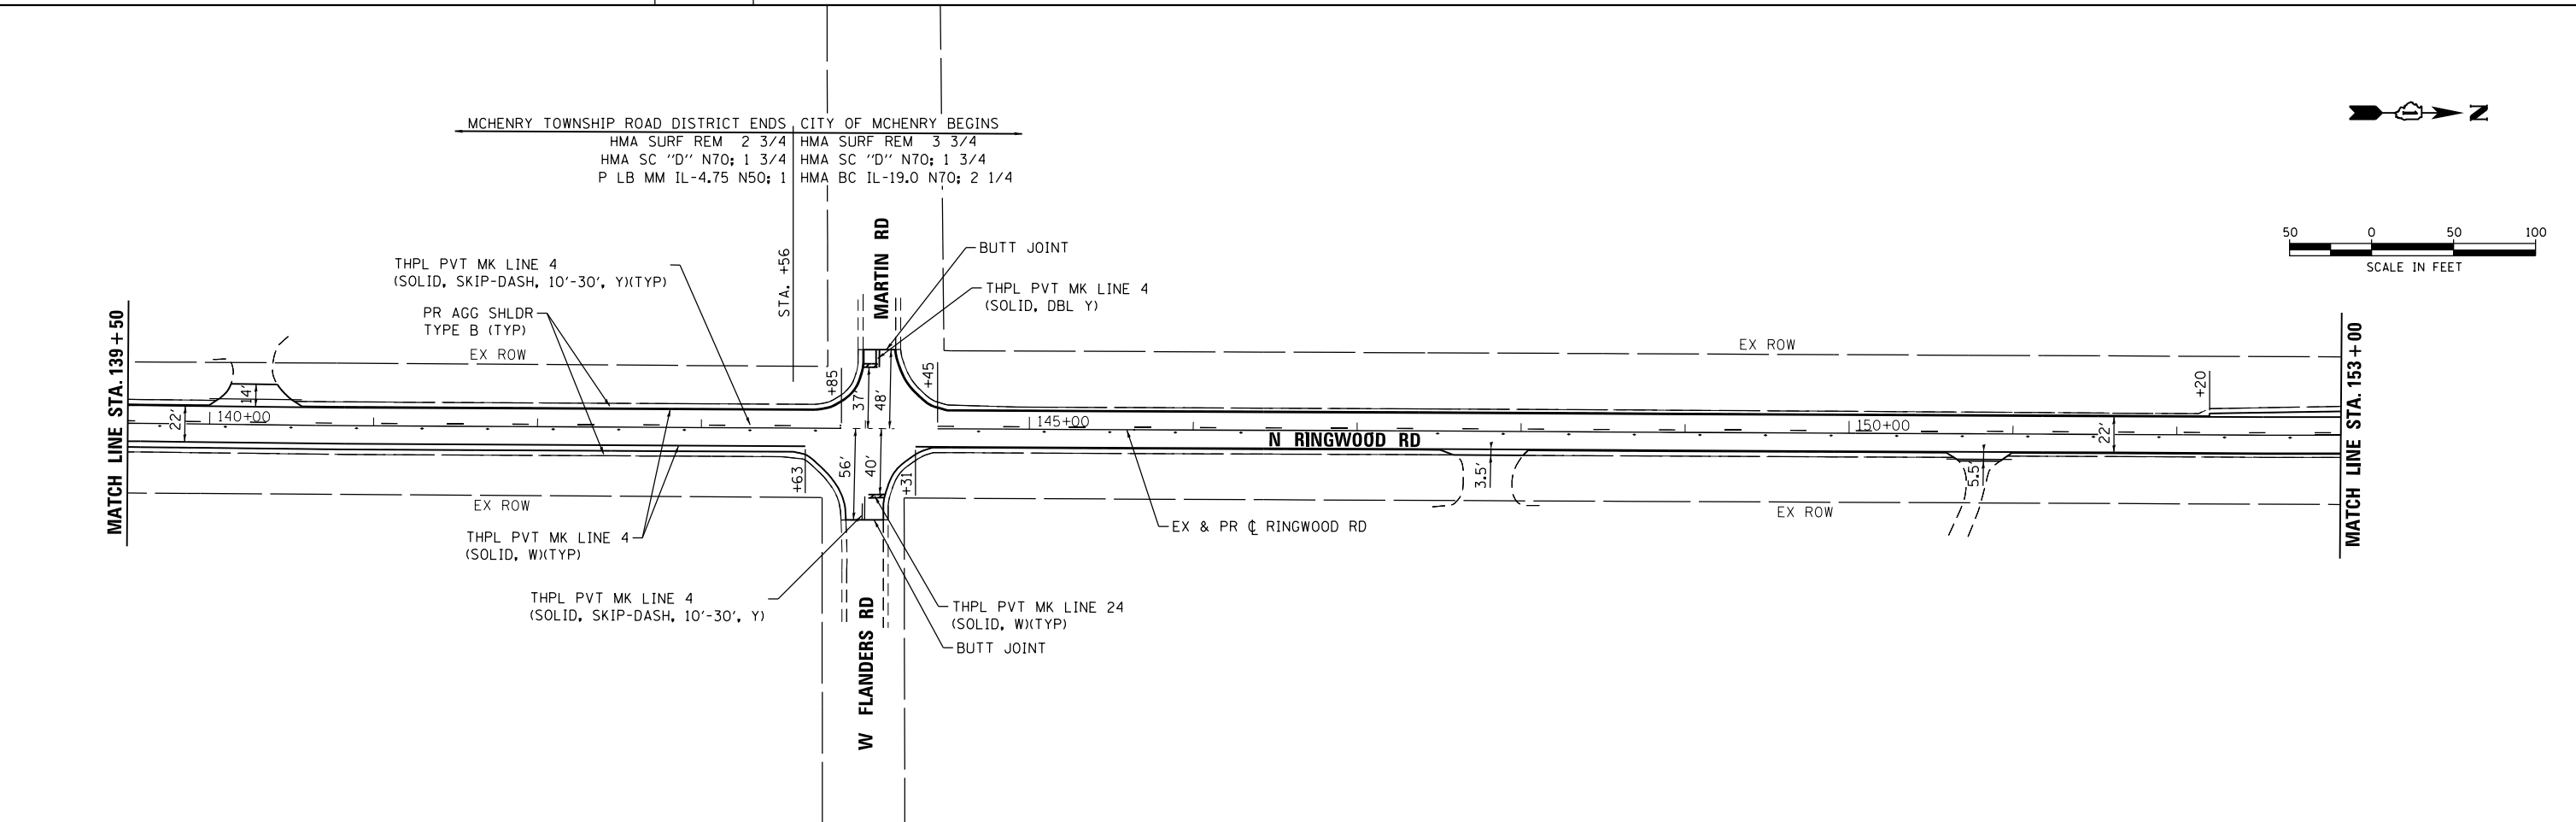 MCHENRY TOWNSHIP ROAD DISTRICT ENDS
CITY OF MCHENRY BEGINS
HMA SURF REM 2 3/4
HMA SURF REM 3 3/4
HMA SC "D" N70; 1 3/4
HMA SC "D" N70; 1 3/4
P LB MM IL-4.75 N50; 1
HMA BC IL-19.0 N70; 2 1/4
N
50 0 50 100
SCALE IN FEET
STA. +56
MARTIN RD
BUTT JOINT
THPL PVT MK LINE 4
(SOLID, SKIP-DASH, 10'-30', Y)(TYP)
THPL PVT MK LINE 4
(SOLID, DBL Y)
PR AGG SHLDR
TYPE B (TYP)
MATCH LINE STA. 139+50
EX ROW
EX ROW
MATCH LINE STA. 153+00
14'
+85
37'
48'
+45
+20
22'
140+00
145+00
150+00
22'
N RINGWOOD RD
+63
56'
40'
+31
3.5'
5.5'
EX ROW
EX ROW
EX & PR ℄ RINGWOOD RD
THPL PVT MK LINE 4
(SOLID, W)(TYP)
THPL PVT MK LINE 4
(SOLID, SKIP-DASH, 10'-30', Y)
W FLANDERS RD
THPL PVT MK LINE 24
(SOLID, W)(TYP)
BUTT JOINT